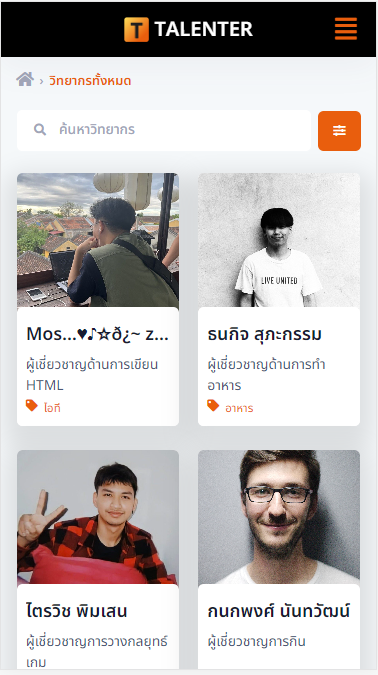 T TALENTER
› วิทยากรทั้งหมด
ค้นหาวิทยากร
LIVE UNITED
Mos...♥♪☆ð¿~ z...
ธนกิจ สุภะกรรม
ผู้เชี่ยวชาญด้านการเขียน
HTML
ผู้เชี่ยวชาญด้านการทำ
อาหาร
ไอที
อาหาร
ไตรวิช พิมเสน
กนกพงศ์ นันทวัฒน์
ผู้เชี่ยวชาญการวางกลยุทธ์
เกม
ผู้เชี่ยวชาญการกิน